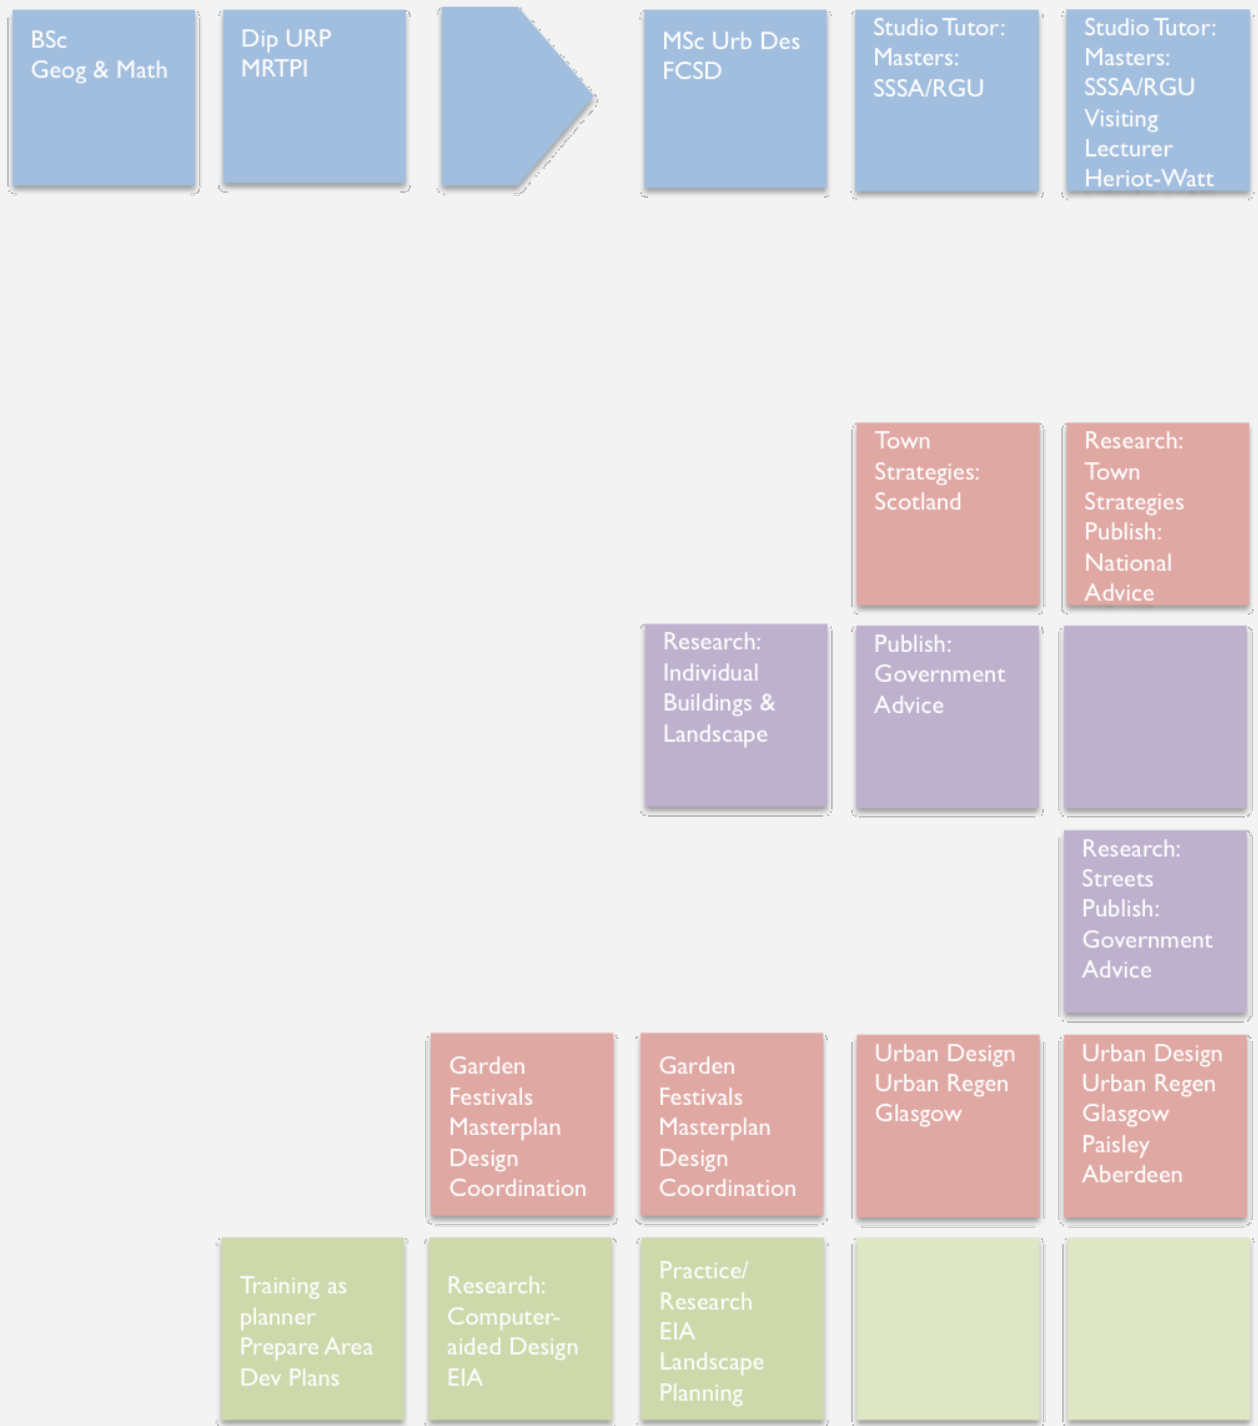 BSc
Geog & Math
Dip URP
MRTPI
MSc Urb Des
FCSD
Studio Tutor:
Masters:
SSSA/RGU
Studio Tutor:
Masters:
SSSA/RGU
Visiting
Lecturer
Heriot-Watt
Town
Strategies:
Scotland
Research:
Town
Strategies
Publish:
National
Advice
Research:
Individual
Buildings &
Landscape
Publish:
Government
Advice
Research:
Streets
Publish:
Government
Advice
Garden
Festivals
Masterplan
Design
Coordination
Garden
Festivals
Masterplan
Design
Coordination
Urban Design
Urban Regen
Glasgow
Urban Design
Urban Regen
Glasgow
Paisley
Aberdeen
Training as
planner
Prepare Area
Dev Plans
Research:
Computer-
aided Design
EIA
Practice/
Research
EIA
Landscape
Planning